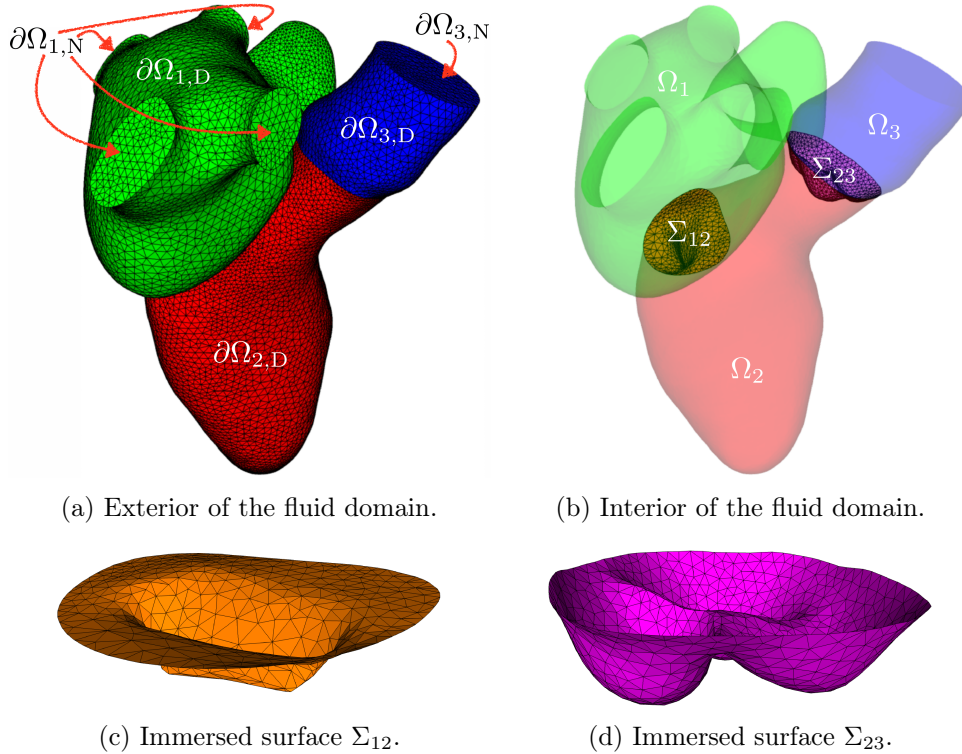 ∂Ω₁,N
∂Ω₁,D
∂Ω₃,N
∂Ω₃,D
∂Ω₂,D
Ω₁
Ω₃
Σ₂₃
Σ₁₂
Ω₂
(a) Exterior of the fluid domain.
(b) Interior of the fluid domain.
(c) Immersed surface Σ₁₂.
(d) Immersed surface Σ₂₃.